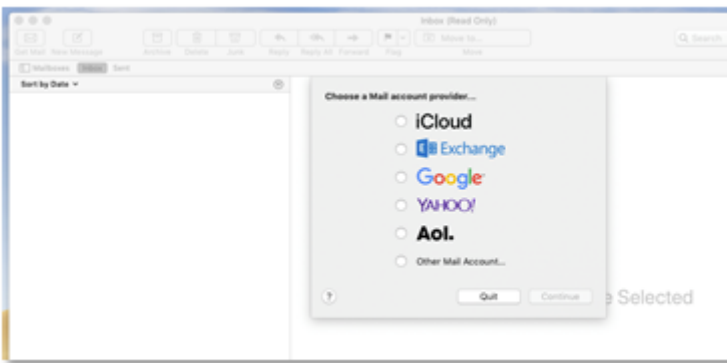 Inbox (Read Only)
Move to...
Search
Get Mail New Message Archive Delete Junk Reply Reply All Forward Flag Move
Mailboxes Inbox Sent
Sort by Date
Choose a Mail account provider...
iCloud
Exchange
Google
YAHOO!
Aol.
Other Mail Account...
? Quit Continue
Selected